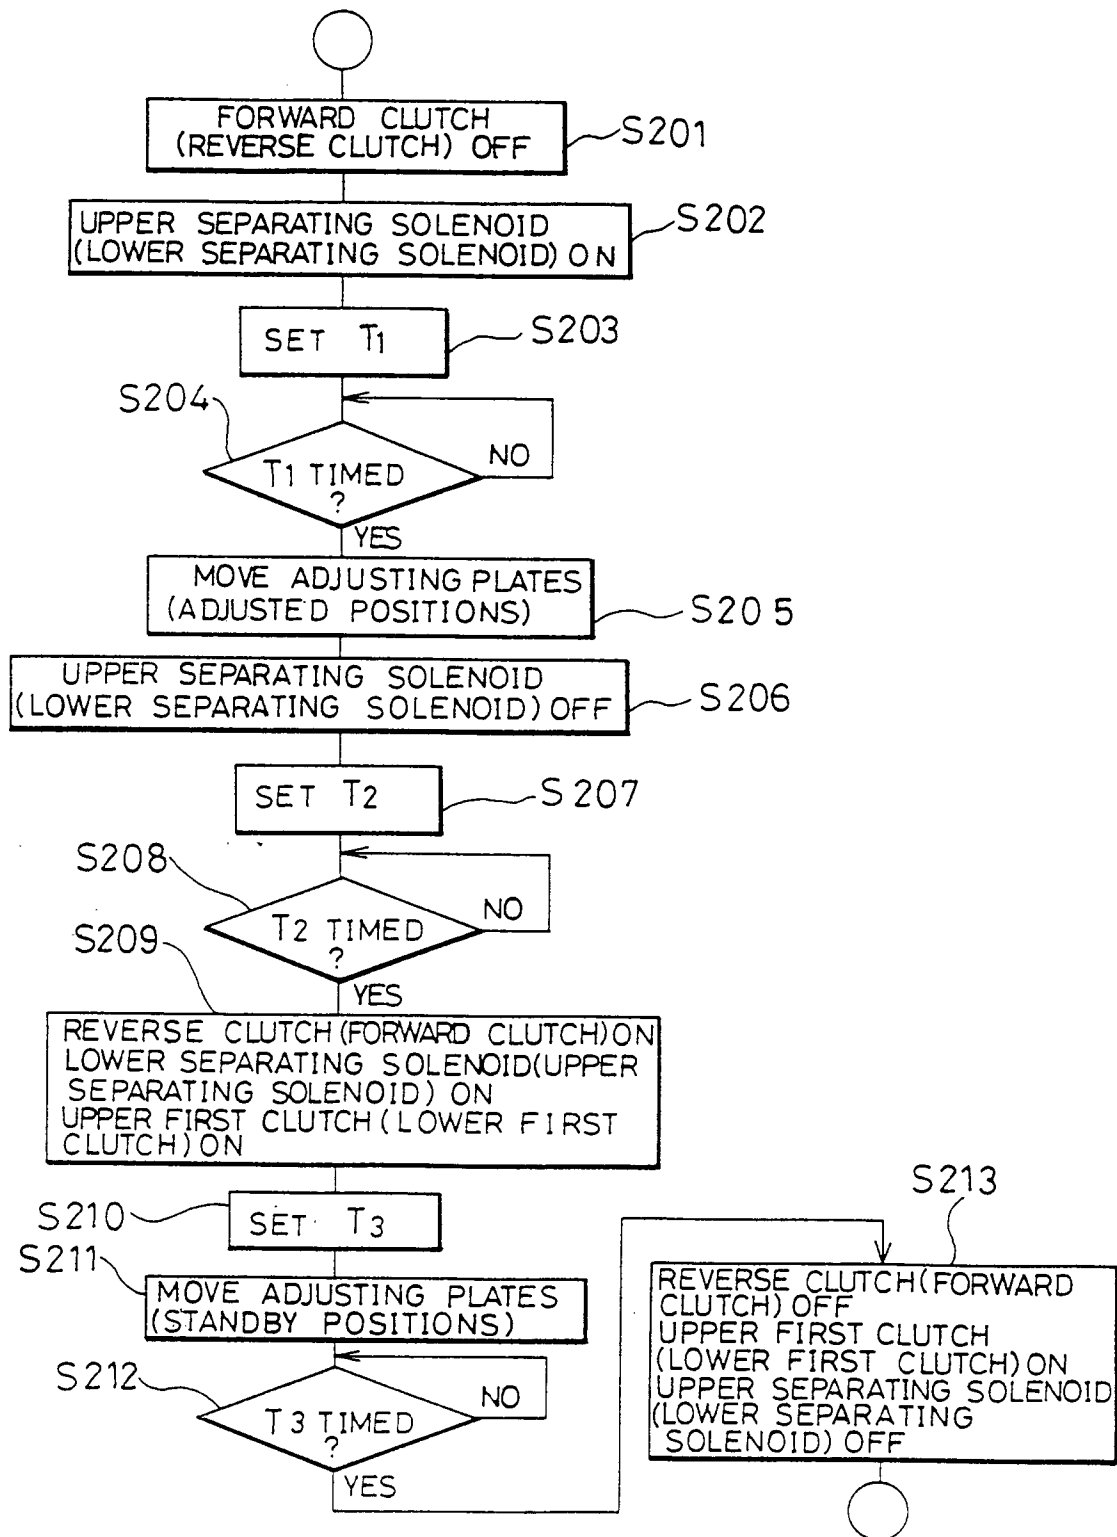 FORWARD CLUTCH
(REVERSE CLUTCH) OFF
S201
UPPER SEPARATING SOLENOID
(LOWER SEPARATING SOLENOID) ON
S202
SET T1
S203
S204
T1 TIMED
?
NO
YES
MOVE ADJUSTING PLATES
(ADJUSTED POSITIONS)
S205
UPPER SEPARATING SOLENOID
(LOWER SEPARATING SOLENOID) OFF
S206
SET T2
S207
S208
T2 TIMED
?
NO
YES
S209
REVERSE CLUTCH (FORWARD CLUTCH) ON
LOWER SEPARATING SOLENOID (UPPER
SEPARATING SOLENOID) ON
UPPER FIRST CLUTCH (LOWER FIRST
CLUTCH) ON
S210
SET T3
S211
MOVE ADJUSTING PLATES
(STANDBY POSITIONS)
S212
T3 TIMED
?
NO
YES
S213
REVERSE CLUTCH (FORWARD
CLUTCH) OFF
UPPER FIRST CLUTCH
(LOWER FIRST CLUTCH) ON
UPPER SEPARATING SOLENOID
(LOWER SEPARATING
SOLENOID) OFF